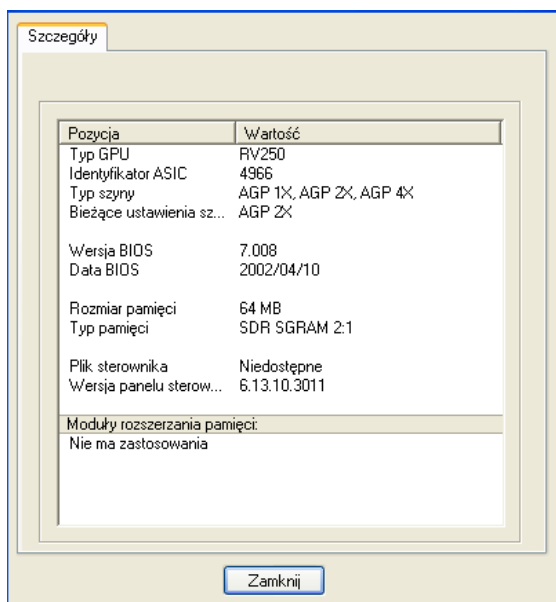 Szczegóły
Pozycja Wartość
Typ GPU RV250
Identyfikator ASIC 4966
Typ szyny AGP 1X, AGP 2X, AGP 4X
Bieżące ustawienia sz... AGP 2X
Wersja BIOS 7.008
Data BIOS 2002/04/10
Rozmiar pamięci 64 MB
Typ pamięci SDR SGRAM 2:1
Plik sterownika Niedostępne
Wersja panelu sterow... 6.13.10.3011
Moduły rozszerzania pamięci:
Nie ma zastosowania
Zamknij